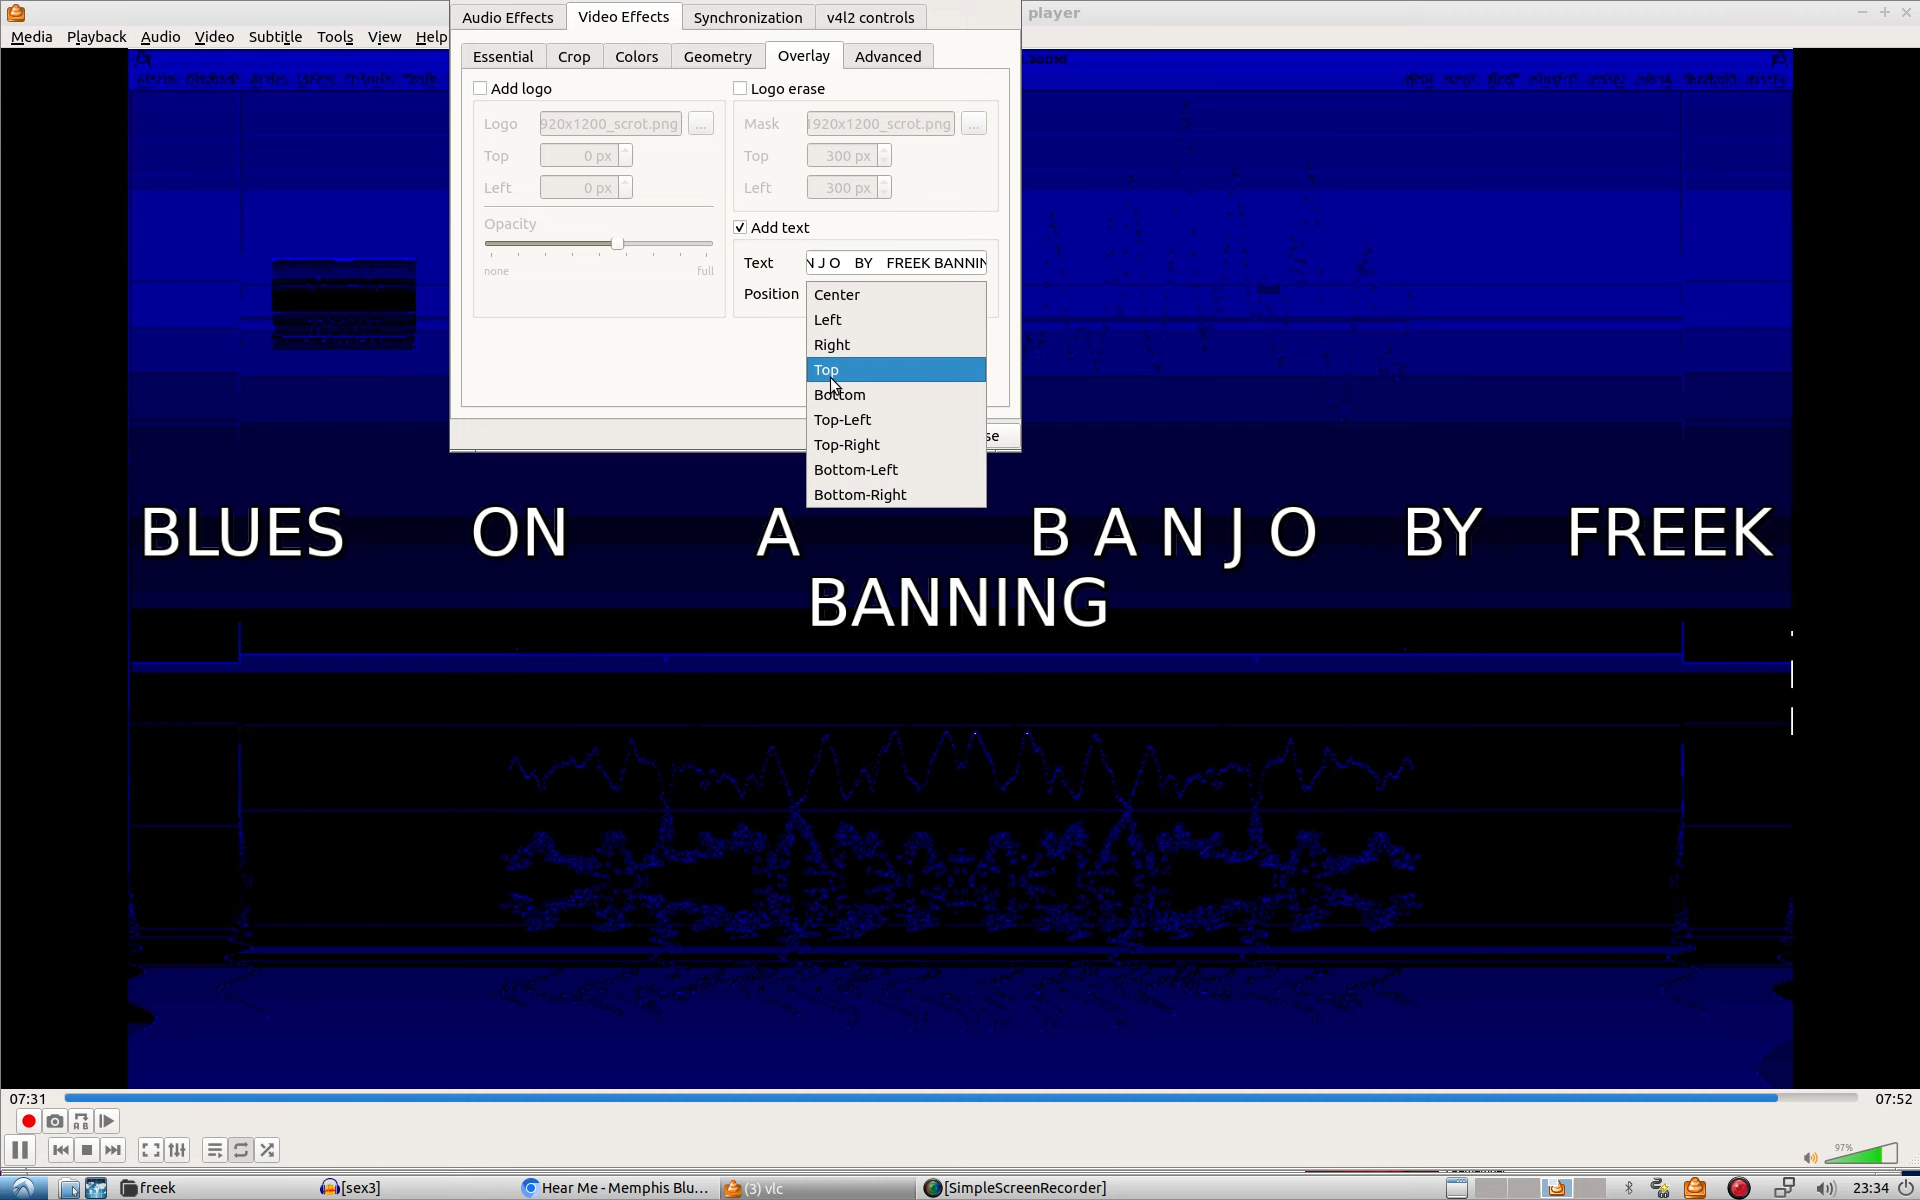 player
Media Playback Audio Video Subtitle Tools View Help
Audio Effects Video Effects Synchronization v4l2 controls
Essential Crop Colors Geometry Overlay Advanced
Add logo
Logo 920x1200_scrot.png ...
Top 0 px
Left 0 px
Opacity
none full
Logo erase
Mask 1920x1200_scrot.png ...
Top 300 px
Left 300 px
Add text
Text N J O BY FREEK BANNIN
Position
Center
Left
Right
Top
Bottom
Top-Left
Top-Right
Bottom-Left
Bottom-Right
se
BLUES ON A B A N J O BY FREEK
BANNING
07:31 07:52
AB
97%
freek [sex3] Hear Me - Memphis Blu... (3) vlc [SimpleScreenRecorder] 23:34